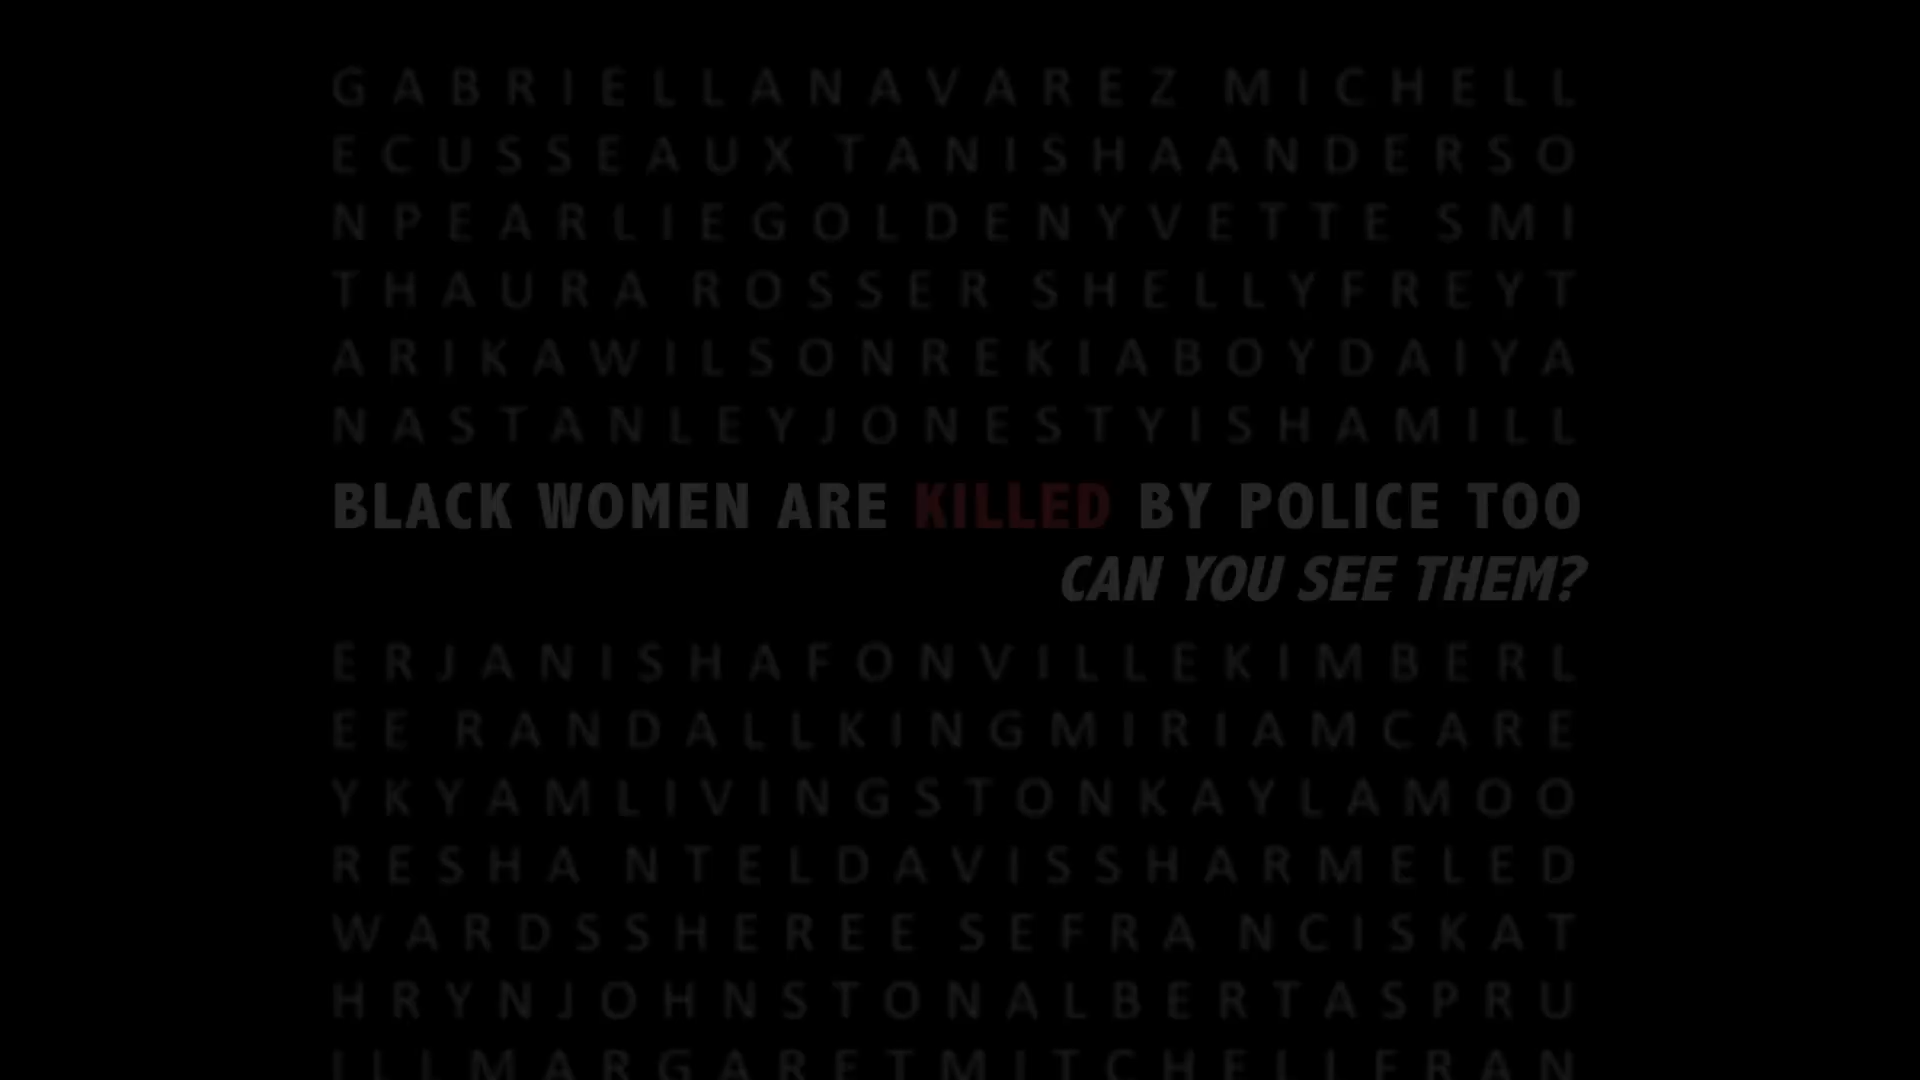 GABRIELLANAVAREZ MICHELL
ECUSSEAUX TANISHAANDERSO
NPEARLIEGOLDENYVETTE SMI
THAURA ROSSER SHELLYFREYT
ARIKAWILSONREKIABOYDAIYA
NASTANLEYJONESTYISHAMILL
BLACK WOMEN ARE KILLED BY POLICE TOO
CAN YOU SEE THEM?
ERJANISHAFONVILLEKIMBERL
EE RANDALLKINGMIRIAMCARE
YKYAMLIVINGSTONKAYLAMOO
RESHA NTELDAVISSHARMELED
WARDSSHEREE SEFRA NCISKAT
HRYNJOHNSTONALBERTASPRU
ILLMARGARETMITCHELLFRAN